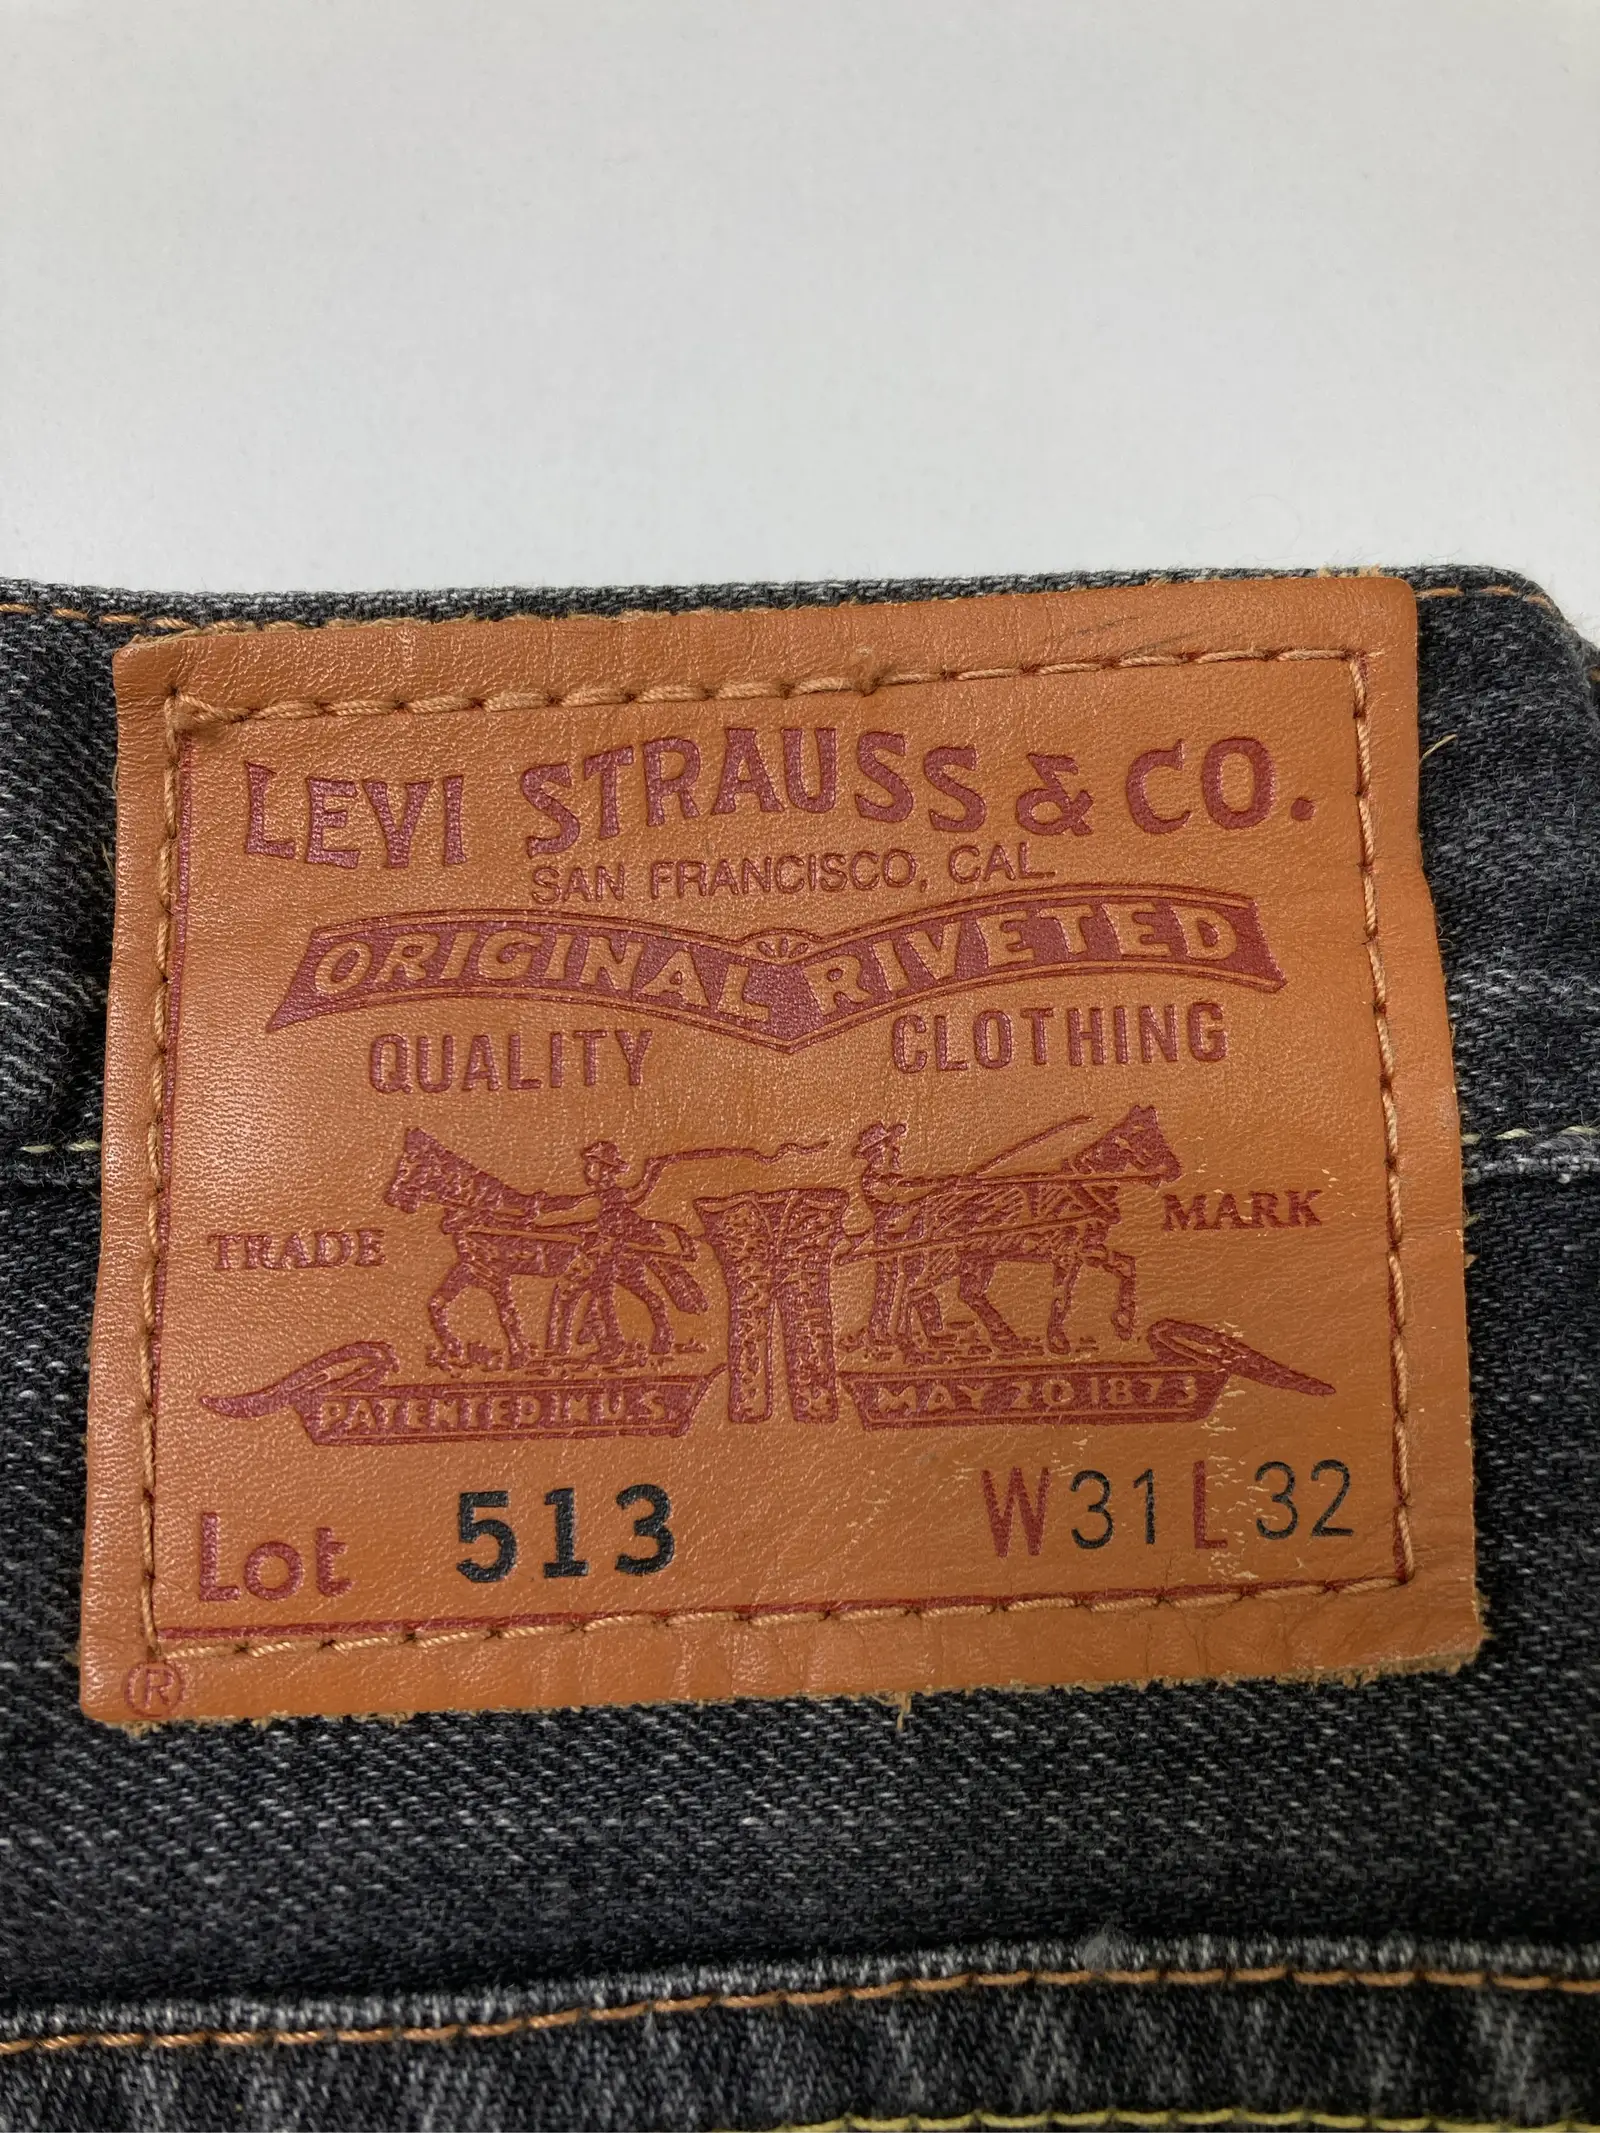 LEVI STRAUSS & CO.
SAN FRANCISCO, CAL.
ORIGINAL RIVETED
QUALITY CLOTHING
TRADE MARK
PATENTED IN U.S. MAY 20 1873
Lot 513 W31 L32
®